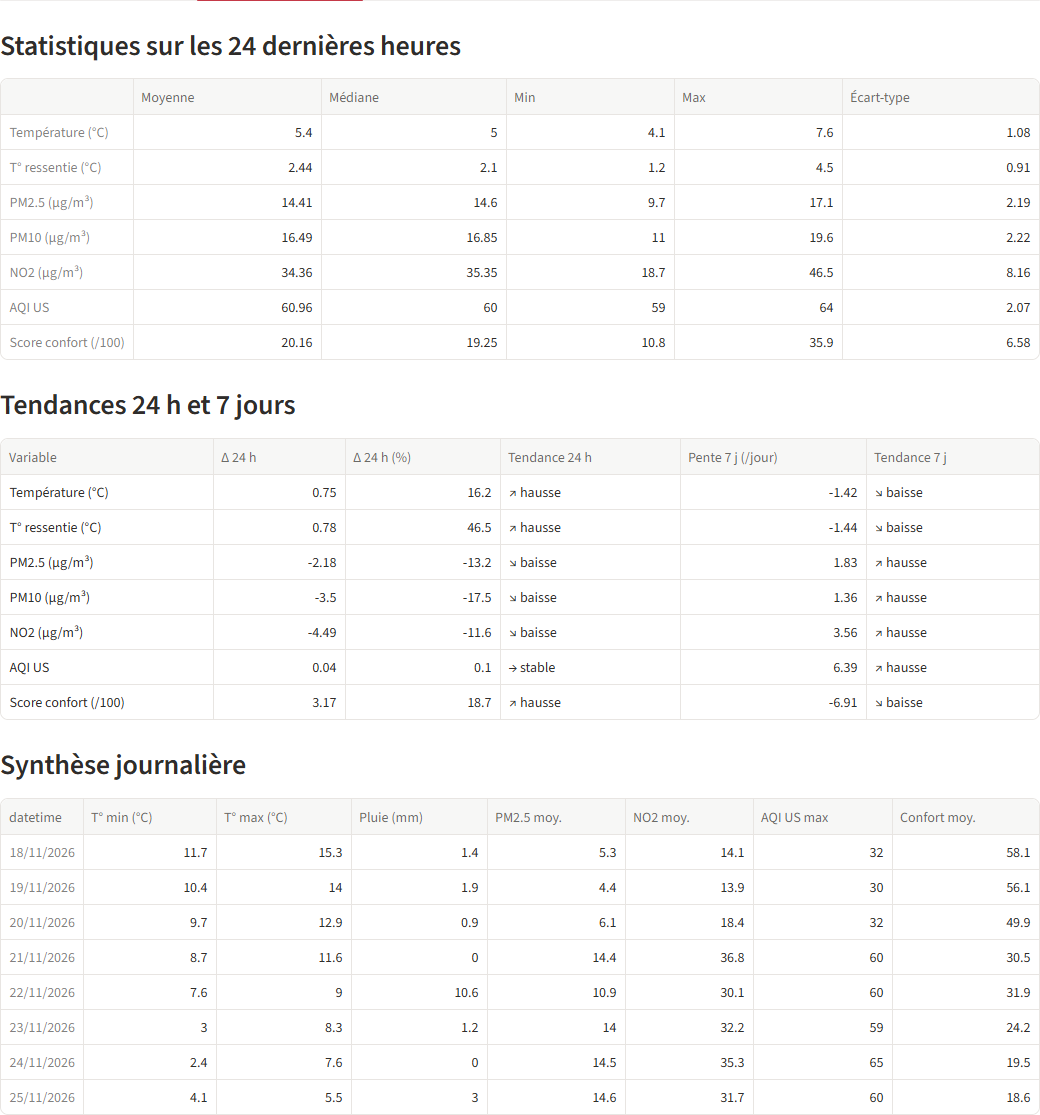 Statistiques sur les 24 dernières heures
Moyenne Médiane Min Max Écart-type
Température (°C) 5.4 5 4.1 7.6 1.08
T° ressentie (°C) 2.44 2.1 1.2 4.5 0.91
PM2.5 (µg/m³) 14.41 14.6 9.7 17.1 2.19
PM10 (µg/m³) 16.49 16.85 11 19.6 2.22
NO2 (µg/m³) 34.36 35.35 18.7 46.5 8.16
AQI US 60.96 60 59 64 2.07
Score confort (/100) 20.16 19.25 10.8 35.9 6.58
Tendances 24 h et 7 jours
Variable Δ 24 h Δ 24 h (%) Tendance 24 h Pente 7 j (/jour) Tendance 7 j
Température (°C) 0.75 16.2 ↗ hausse -1.42 ↘ baisse
T° ressentie (°C) 0.78 46.5 ↗ hausse -1.44 ↘ baisse
PM2.5 (µg/m³) -2.18 -13.2 ↘ baisse 1.83 ↗ hausse
PM10 (µg/m³) -3.5 -17.5 ↘ baisse 1.36 ↗ hausse
NO2 (µg/m³) -4.49 -11.6 ↘ baisse 3.56 ↗ hausse
AQI US 0.04 0.1 → stable 6.39 ↗ hausse
Score confort (/100) 3.17 18.7 ↗ hausse -6.91 ↘ baisse
Synthèse journalière
datetime T° min (°C) T° max (°C) Pluie (mm) PM2.5 moy. NO2 moy. AQI US max Confort moy.
18/11/2026 11.7 15.3 1.4 5.3 14.1 32 58.1
19/11/2026 10.4 14 1.9 4.4 13.9 30 56.1
20/11/2026 9.7 12.9 0.9 6.1 18.4 32 49.9
21/11/2026 8.7 11.6 0 14.4 36.8 60 30.5
22/11/2026 7.6 9 10.6 10.9 30.1 60 31.9
23/11/2026 3 8.3 1.2 14 32.2 59 24.2
24/11/2026 2.4 7.6 0 14.5 35.3 65 19.5
25/11/2026 4.1 5.5 3 14.6 31.7 60 18.6